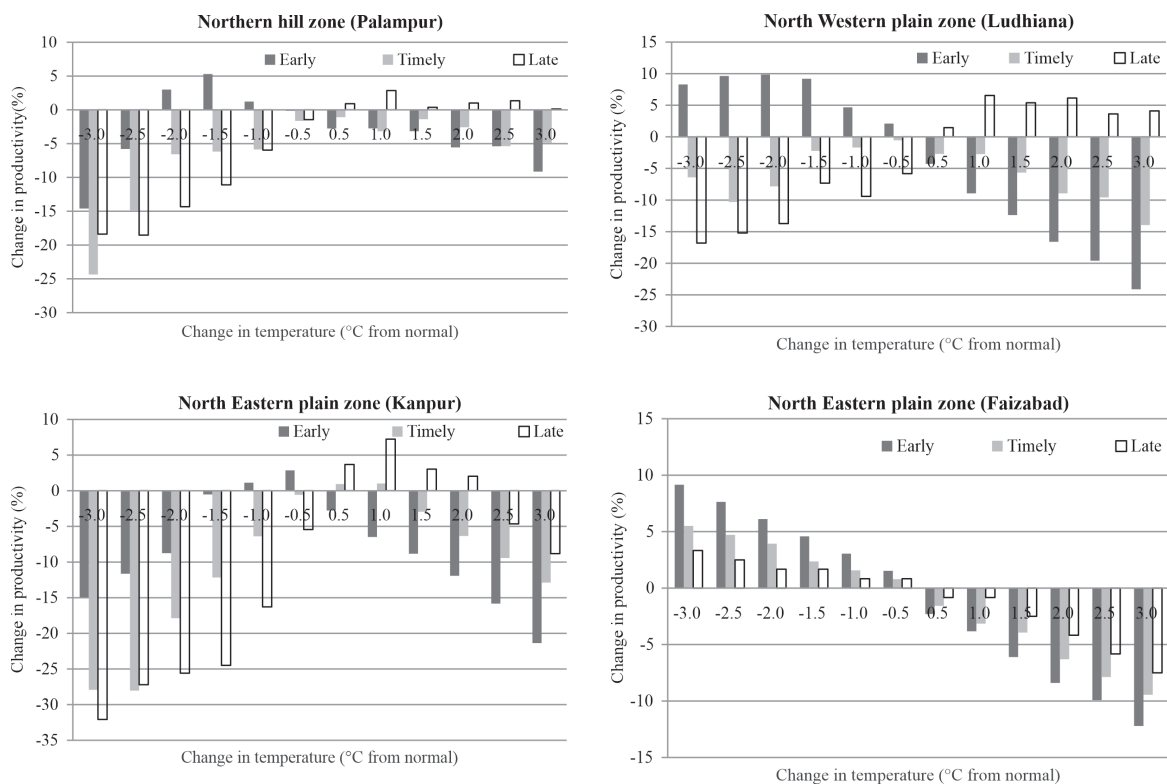 Northern hill zone (Palampur)
Early Timely Late
10
5
0
-5
-10
-15
-20
-25
-30
Change in productivity(%)
-3.0 -2.5 -2.0 -1.5 -1.0 -0.5 0.5 1.0 1.5 2.0 2.5 3.0
Change in temperature (°C from normal)
North Western plain zone (Ludhiana)
Early Timely Late
15
10
5
0
-5
-10
-15
-20
-25
-30
Change in productivity (%)
-3.0 -2.5 -2.0 -1.5 -1.0 -0.5 0.5 1.0 1.5 2.0 2.5 3.0
Change in temperature (°C from normal)
North Eastern plain zone (Kanpur)
Early Timely Late
10
5
0
-5
-10
-15
-20
-25
-30
-35
Change in productivity (%)
-3.0 -2.5 -2.0 -1.5 -1.0 -0.5 0.5 1.0 1.5 2.0 2.5 3.0
Change in temperature (°C from normal)
North Eastern plain zone (Faizabad)
Early Timely Late
15
10
5
0
-5
-10
-15
Change in productivity (%)
-3.0 -2.5 -2.0 -1.5 -1.0 -0.5 0.5 1.0 1.5 2.0 2.5 3.0
Change in temperature (°C from normal)